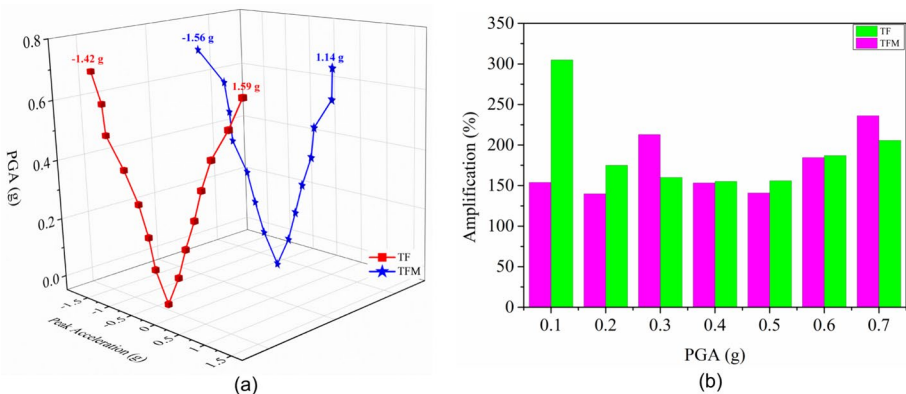 0.8
0.6
0.4
0.2
0.0
PGA (g)
-1.42 g
-1.56 g
1.14 g
1.59 g
TF
TFM
-1.5
-1
-0.5
0
0.5
1
1.5
Peak Acceleration (g)
(a)
400
350
300
250
200
150
100
50
0
Amplification (%)
TF
TFM
0.1 0.2 0.3 0.4 0.5 0.6 0.7
PGA (g)
(b)